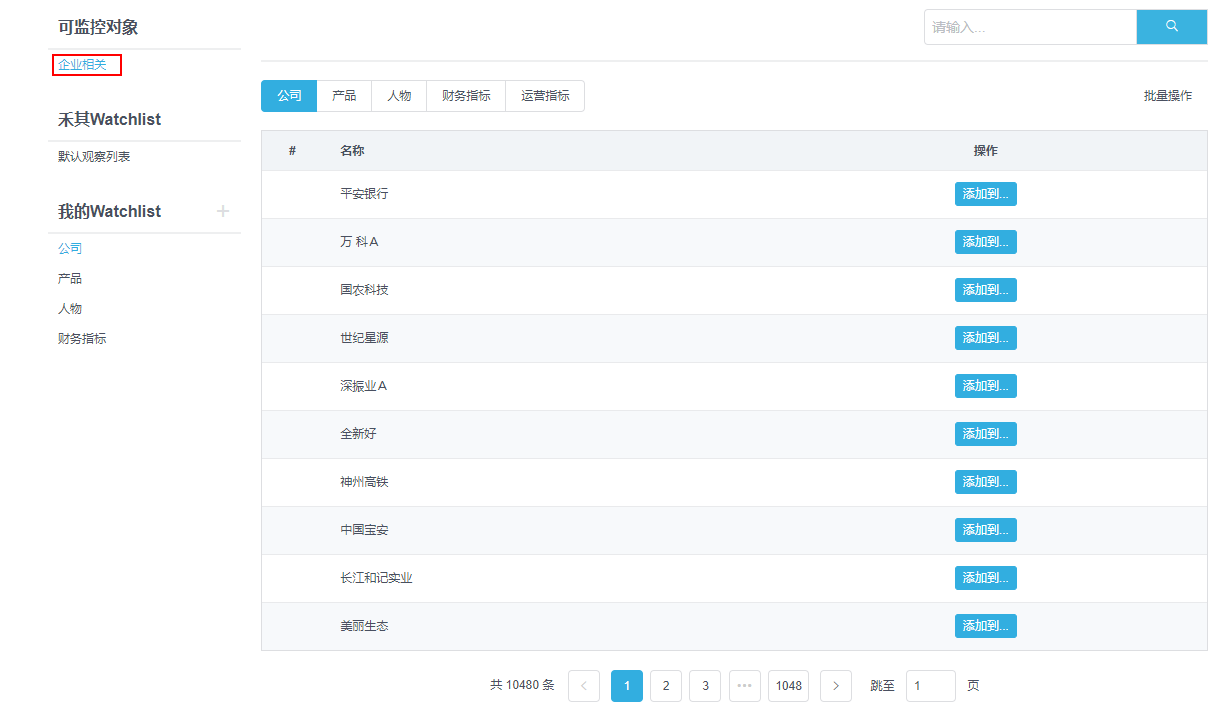 可监控对象
企业相关
禾其Watchlist
默认观察列表
我的Watchlist +
公司
产品
人物
财务指标
请输入...
公司 产品 人物 财务指标 运营指标 批量操作
# 名称 操作
平安银行 添加到...
万 科Ａ 添加到...
国农科技 添加到...
世纪星源 添加到...
深振业Ａ 添加到...
全新好 添加到...
神州高铁 添加到...
中国宝安 添加到...
长江和记实业 添加到...
美丽生态 添加到...
共 10480 条 < 1 2 3 ••• 1048 > 跳至 1 页